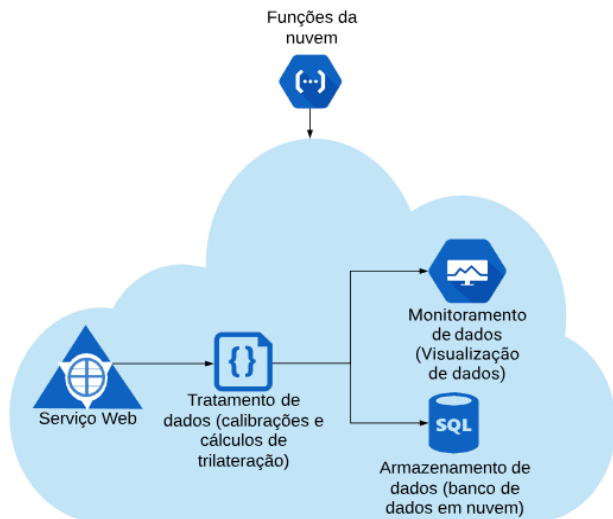 Funções da
nuvem
Monitoramento
de dados
(Visualização
de dados)
Serviço Web
Tratamento de
dados (calibrações e
cálculos de
trilateração)
SQL
Armazenamento de
dados (banco de
dados em nuvem)